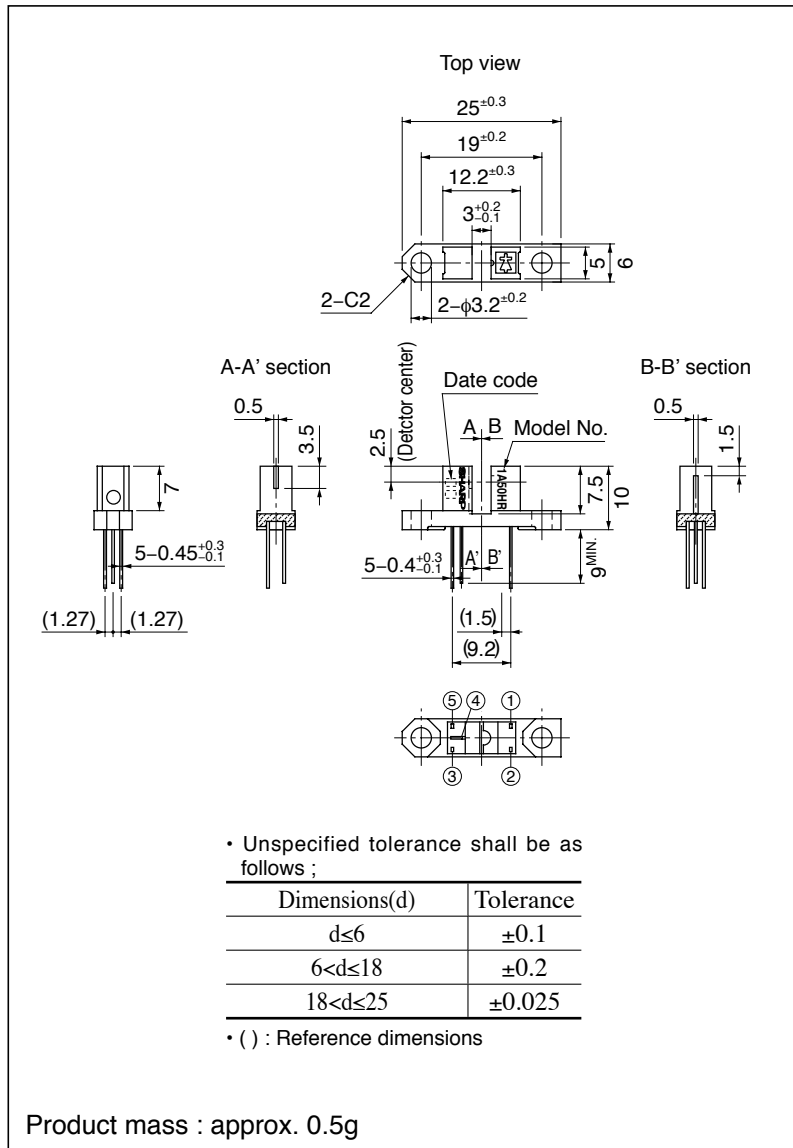 Top view
25±0.3
19±0.2
12.2±0.3
3+0.2−0.1
5
6
2−C2
2−φ3.2±0.2
A-A' section
B-B' section
Date code
(Detctor center)
A
B
Model No.
0.5
3.5
2.5
0.5
1.5
7
SHARP
1A50HR
7.5
10
5−0.45+0.3−0.1
5−0.4+0.3−0.1
A'
B'
9MIN.
(1.27)
(1.27)
(1.5)
(9.2)
⑤ ④ ①
③ ②
• Unspecified tolerance shall be as
follows ;
Dimensions(d) Tolerance
d≤6 ±0.1
6<d≤18 ±0.2
18<d≤25 ±0.025
• ( ) : Reference dimensions
Product mass : approx. 0.5g